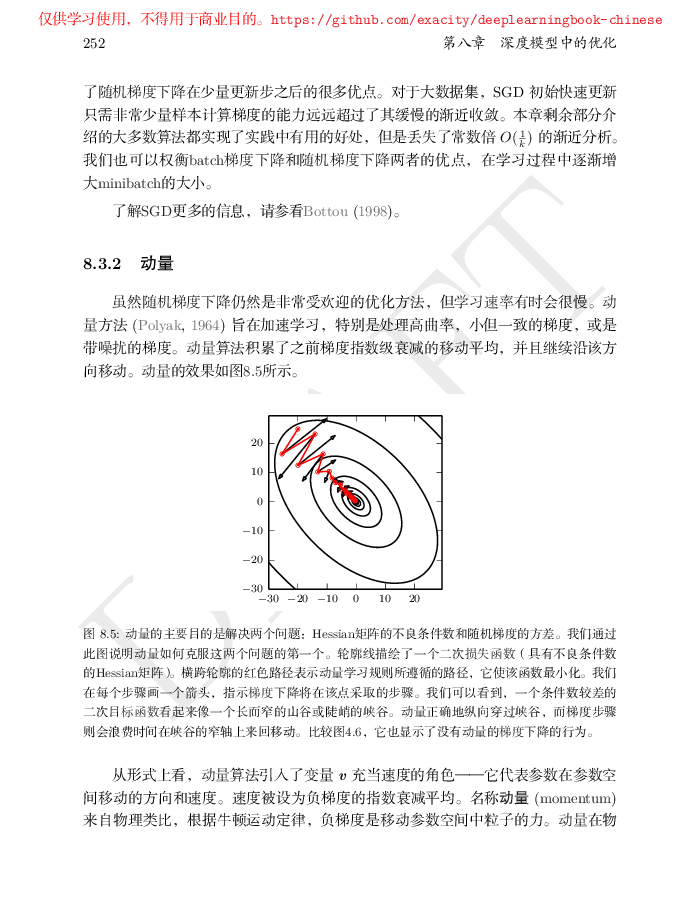 仅供学习使用，不得用于商业目的。https://github.com/exacity/deeplearningbook-chinese
252 第八章 深度模型中的优化
了随机梯度下降在少量更新步之后的很多优点。对于大数据集，SGD 初始快速更新
只需非常少量样本计算梯度的能力远远超过了其缓慢的渐近收敛。本章剩余部分介
绍的大多数算法都实现了实践中有用的好处，但是丢失了常数倍 O(1/k) 的渐近分析。
我们也可以权衡batch梯度下降和随机梯度下降两者的优点，在学习过程中逐渐增
大minibatch的大小。
了解SGD更多的信息，请参看Bottou (1998)。
8.3.2 动量
虽然随机梯度下降仍然是非常受欢迎的优化方法，但学习速率有时会很慢。动
量方法 (Polyak, 1964) 旨在加速学习，特别是处理高曲率，小但一致的梯度，或是
带噪扰的梯度。动量算法积累了之前梯度指数级衰减的移动平均，并且继续沿该方
向移动。动量的效果如图8.5所示。
20
10
0
−10
−20
−30
−30 −20 −10 0 10 20
图 8.5: 动量的主要目的是解决两个问题：Hessian矩阵的不良条件数和随机梯度的方差。我们通过
此图说明动量如何克服这两个问题的第一个。轮廓线描绘了一个二次损失函数（具有不良条件数
的Hessian矩阵）。横跨轮廓的红色路径表示动量学习规则所遵循的路径，它使该函数最小化。我们
在每个步骤画一个箭头，指示梯度下降将在该点采取的步骤。我们可以看到，一个条件数较差的
二次目标函数看起来像一个长而窄的山谷或陡峭的峡谷。动量正确地纵向穿过峡谷，而梯度步骤
则会浪费时间在峡谷的窄轴上来回移动。比较图4.6，它也显示了没有动量的梯度下降的行为。
从形式上看，动量算法引入了变量 v 充当速度的角色——它代表参数在参数空
间移动的方向和速度。速度被设为负梯度的指数衰减平均。名称动量 (momentum)
来自物理类比，根据牛顿运动定律，负梯度是移动参数空间中粒子的力。动量在物
DRAFT